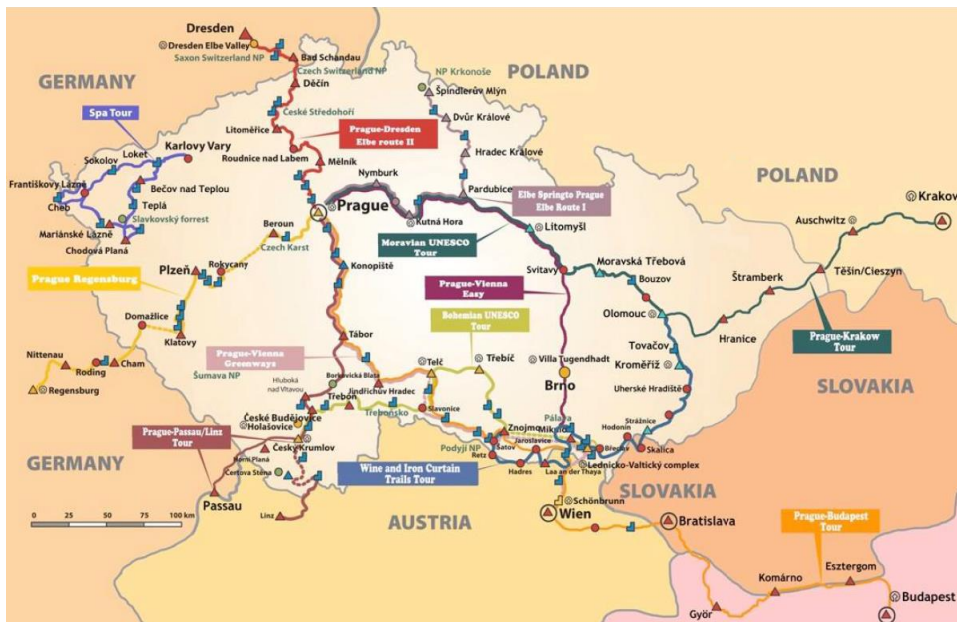 Dresden
Dresden Elbe Valley
Saxon Switzerland NP
Bad Schandau
Czech Switzerland NP
Děčín
GERMANY
POLAND
NP Krkonoše
Špindlerův Mlýn
České Středohoří
Dvůr Králové
Spa Tour
Litoměřice
Prague-Dresden
Elbe route II
Karlovy Vary
Loket
Sokolov
Roudnice nad Labem
Mělník
Hradec Králové
Františkovy Lázně
Cheb
Bečov nad Teplou
Teplá
Nymburk
Pardubice
POLAND
Slavkovský forrest
Mariánské Lázně
Chodová Planá
Prague
Kutná Hora
Elbe Springto Prague
Elbe Route I
Krakow
Auschwitz
Beroun
Czech Karst
Moravian UNESCO
Tour
Litomyšl
Plzeň
Rokycany
Konopiště
Svitavy
Moravská Třebová
Bouzov
Těšín/Cieszyn
Štramberk
Prague Regensburg
Prague-Vienna
Easy
Olomouc
Domažlice
Klatovy
Tábor
Bohemian UNESCO
Tour
Tovačov
Hranice
Prague-Krakow
Tour
Nittenau
Roding
Cham
Regensburg
Prague-Vienna
Greenways
Šumava NP
Borkovická Blata
Telč
Třebíč
Villa Tugendhadt
Brno
Kroměříž
Hluboká
nad Vltavou
Jindřichův Hradec
Uherské Hradiště
SLOVAKIA
Třeboň
Třeboňsko
Slavonice
České Budějovice
Holašovice
Znojmo
Pálava
Mikulov
Strážnice
Hodonín
Prague-Passau/Linz
Tour
Český Krumlov
Horní Planá
Čertova Stěna
Podyjí NP
Šatov
Jaroslavice
Břeclav
Skalica
Retz
Hadres
Laa an der Thaya
Lednicko-Valtický complex
GERMANY
Wine and Iron Curtain
Trails Tour
SLOVAKIA
Passau
Linz
AUSTRIA
Schönbrunn
Wien
Bratislava
0 25 50 75 100 km
Prague-Budapest
Tour
Komárno
Esztergom
Györ
Budapest